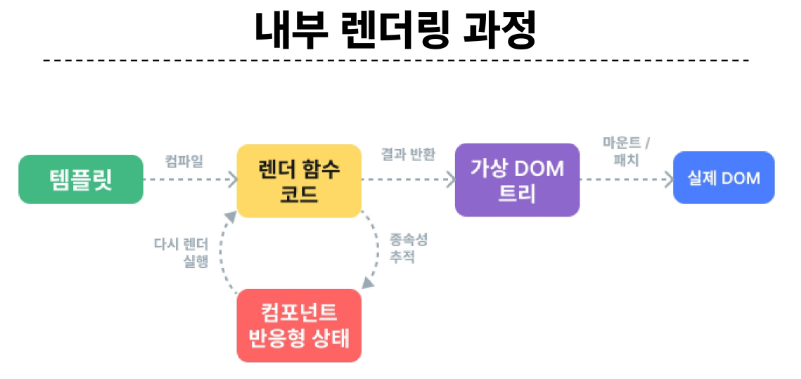 내부 렌더링 과정
템플릿
컴파일
렌더 함수
코드
결과 반환
가상 DOM
트리
마운트 /
패치
실제 DOM
다시 렌더
실행
종속성
추적
컴포넌트
반응형 상태